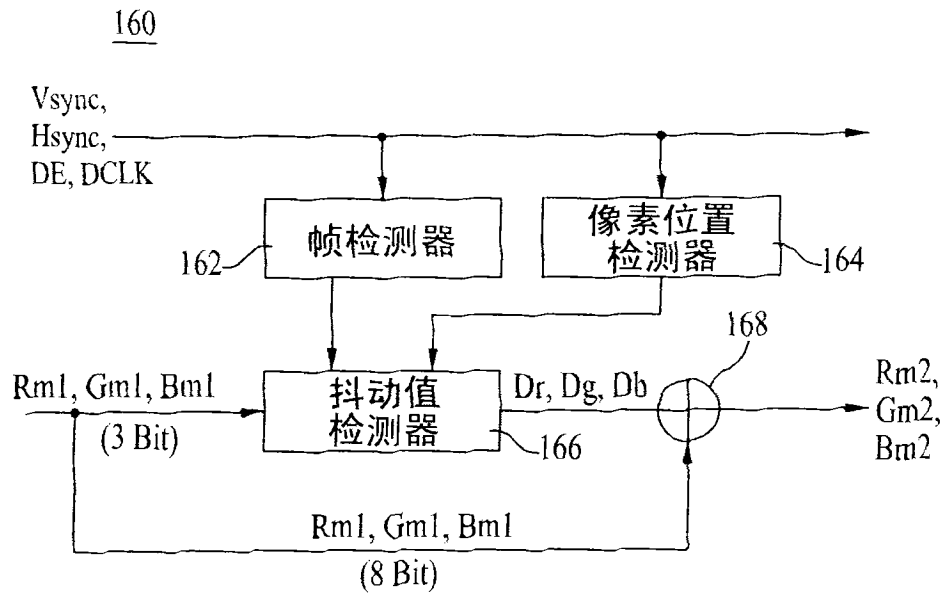 160
Vsync,
Hsync,
DE, DCLK
帧检测器
162
像素位置
检测器
164
168
Rm1, Gm1, Bm1
(3 Bit)
抖动值
检测器
166
Dr, Dg, Db
Rm2,
Gm2,
Bm2
Rm1, Gm1, Bm1
(8 Bit)